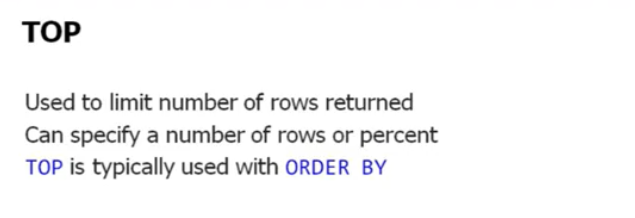 TOP
Used to limit number of rows returned
Can specify a number of rows or percent
TOP is typically used with ORDER BY